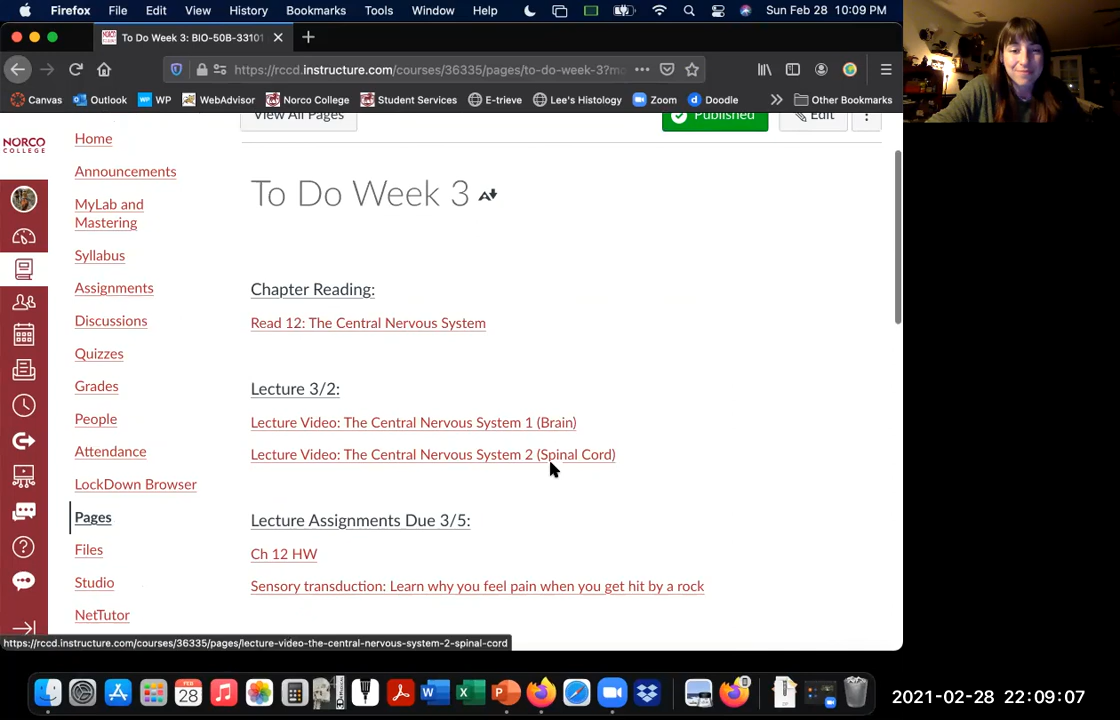 Firefox File Edit View History Bookmarks Tools Window Help Sun Feb 28 10:09 PM
To Do Week 3: BIO-50B-33101
https://rccd.instructure.com/courses/36335/pages/to-do-week-3?mo
Canvas Outlook WP WebAdvisor Norco College Student Services E-trieve Lee's Histology Zoom Doodle Other Bookmarks
View All Pages Published Edit
NORCO
COLLEGE
Home
Announcements
MyLab and
Mastering
Syllabus
Assignments
Discussions
Quizzes
Grades
People
Attendance
LockDown Browser
Pages
Files
Studio
NetTutor
To Do Week 3
Chapter Reading:
Read 12: The Central Nervous System
Lecture 3/2:
Lecture Video: The Central Nervous System 1 (Brain)
Lecture Video: The Central Nervous System 2 (Spinal Cord)
Lecture Assignments Due 3/5:
Ch 12 HW
Sensory transduction: Learn why you feel pain when you get hit by a rock
https://rccd.instructure.com/courses/36335/pages/lecture-video-the-central-nervous-system-2-spinal-cord
FEB
28
2021-02-28 22:09:07